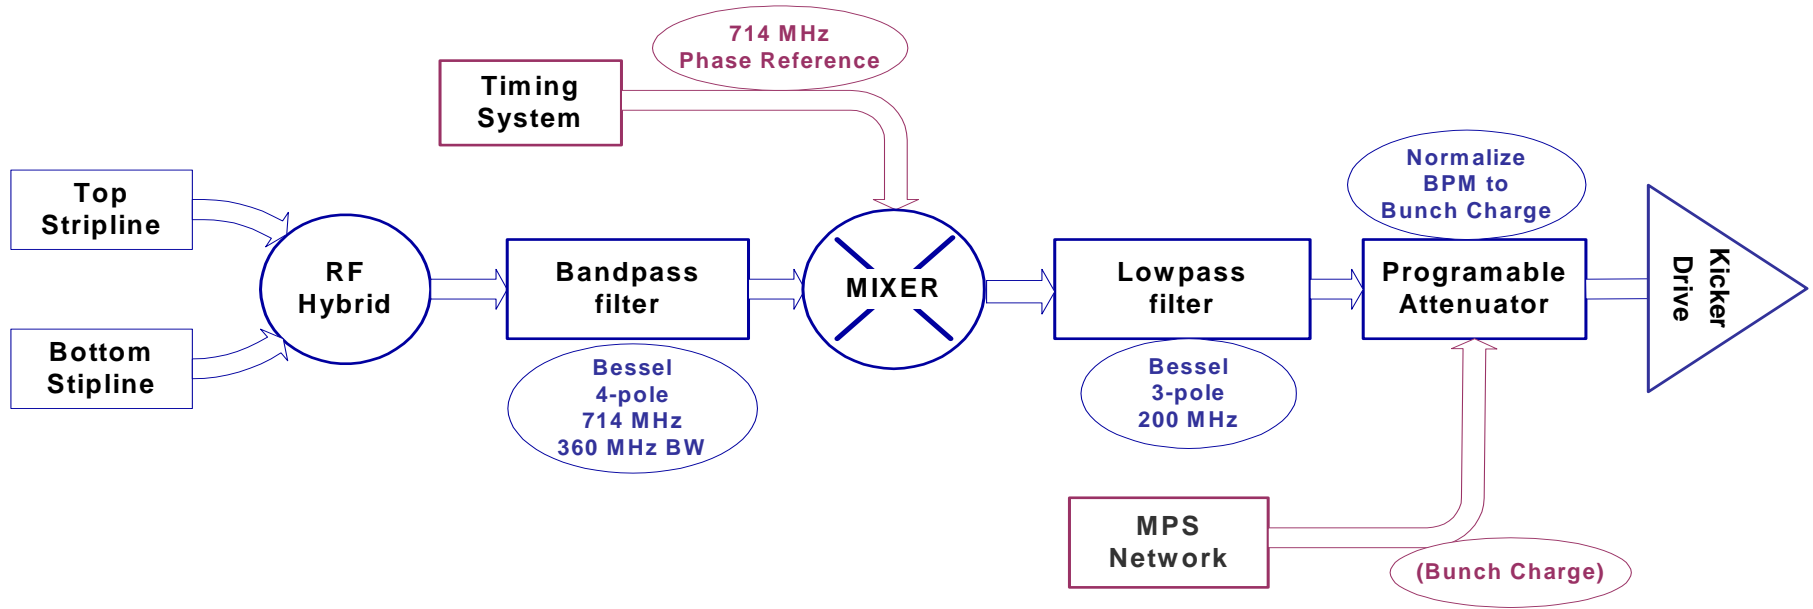 714 MHz
Phase Reference
Timing
System
Top
Stripline
Bottom
Stipline
RF
Hybrid
Bandpass
filter
Bessel
4-pole
714 MHz
360 MHz BW
MIXER
Lowpass
filter
Bessel
3-pole
200 MHz
Normalize
BPM to
Bunch Charge
Programable
Attenuator
Kicker
Drive
MPS
Network
(Bunch Charge)